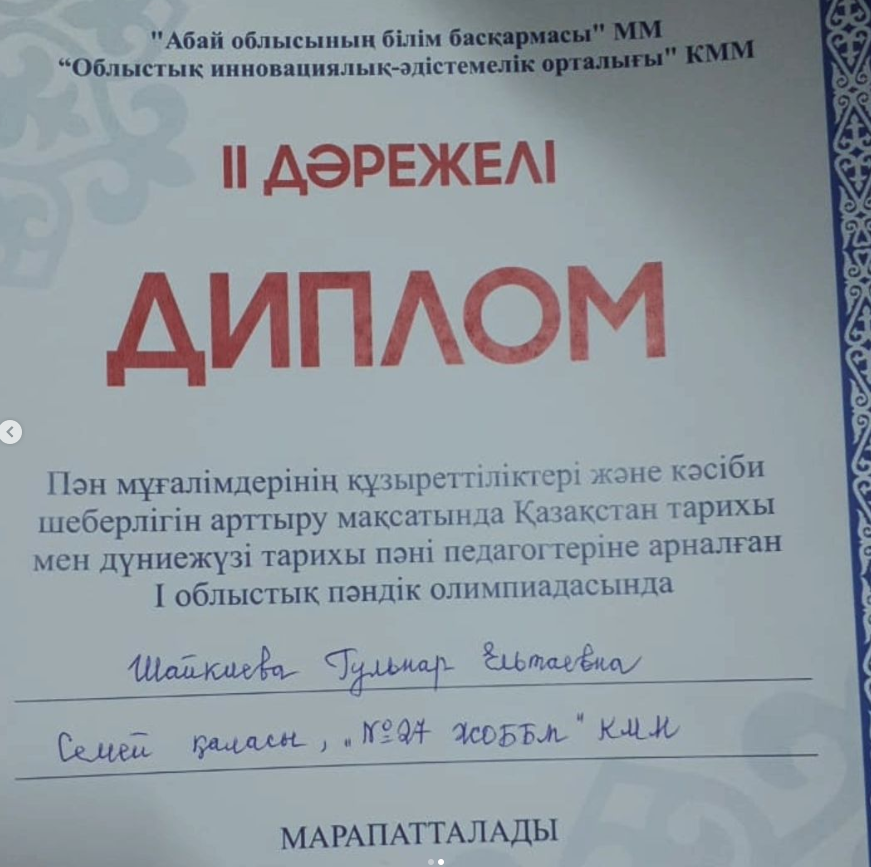 "Абай облысының білім басқармасы" ММ
“Облыстық инновациялық-әдістемелік орталығы" КММ
ІІ ДӘРЕЖЕЛІ
ДИПЛОМ
Пән мұғалімдерінің құзыреттіліктері және кәсіби
шеберлігін арттыру мақсатында Қазақстан тарихы
мен дүниежүзі тарихы пәні педагогтеріне арналған
І облыстық пәндік олимпиадасында
Шайкиева Гульнар Ельтаевна
Семей қаласы, „№27 ЖОББМ" КММ
МАРАПАТТАЛАДЫ